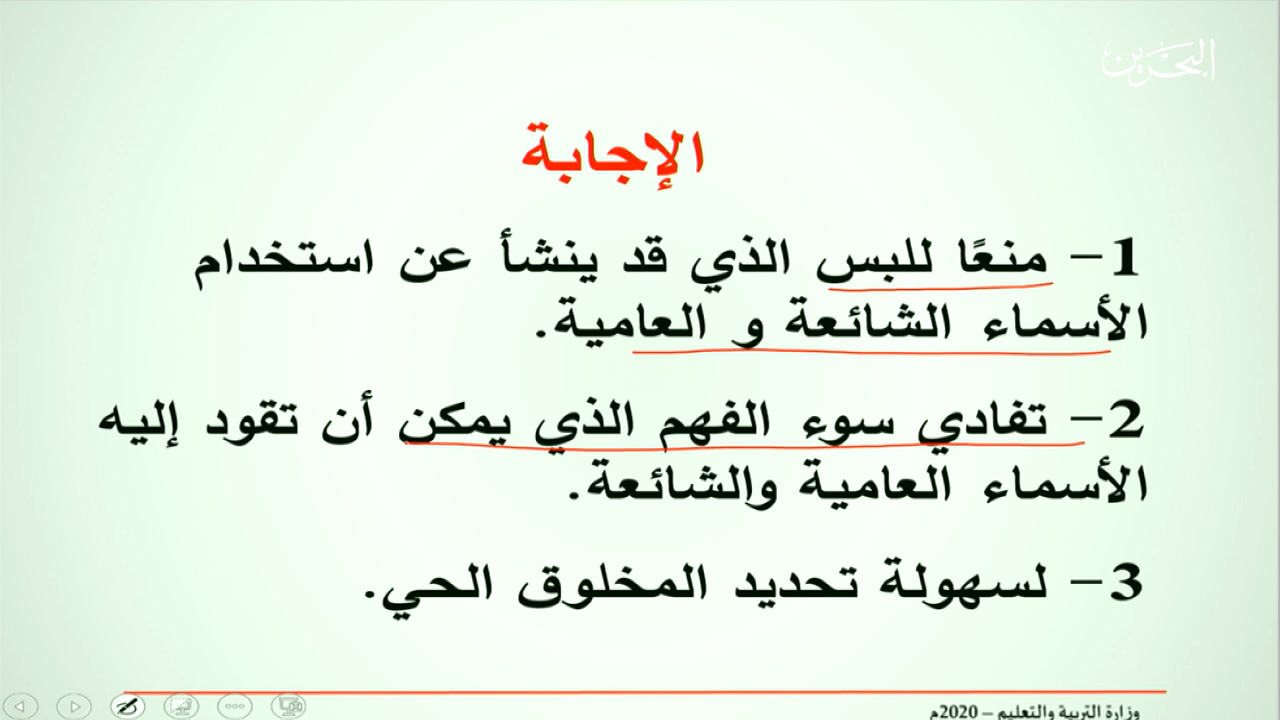 البحرين
الإجابة
1- منعًا للبس الذي قد ينشأ عن استخدام
الأسماء الشائعة و العامية.
2- تفادي سوء الفهم الذي يمكن أن تقود إليه
الأسماء العامية والشائعة.
3- لسهولة تحديد المخلوق الحي.
وزارة التربية والتعليم – 2020م